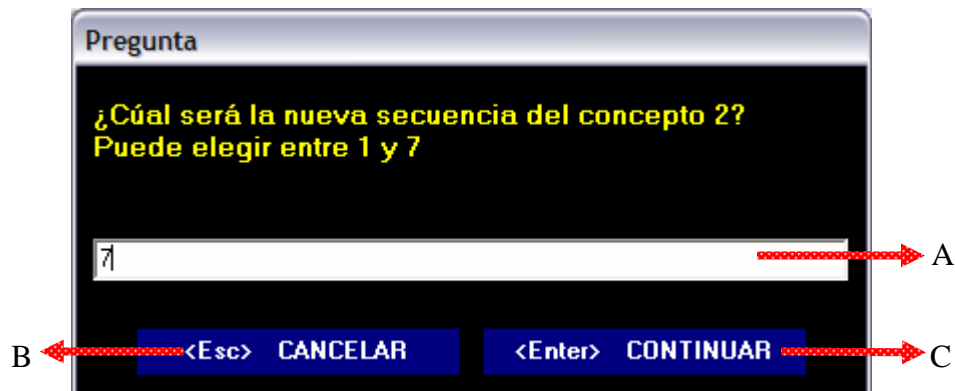 Pregunta
¿Cúal será la nueva secuencia del concepto 2?
Puede elegir entre 1 y 7
7
A
B
<Esc> CANCELAR
<Enter> CONTINUAR
C